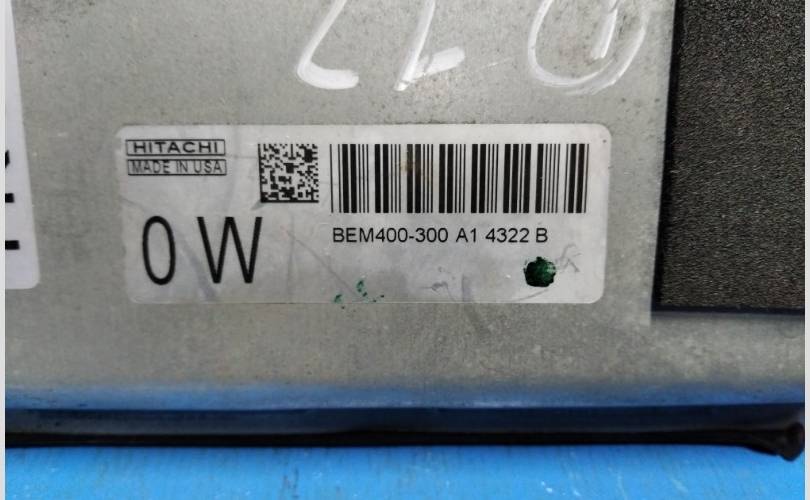 HITACHI
MADE IN USA
0 W
BEM400-300 A1 4322 B